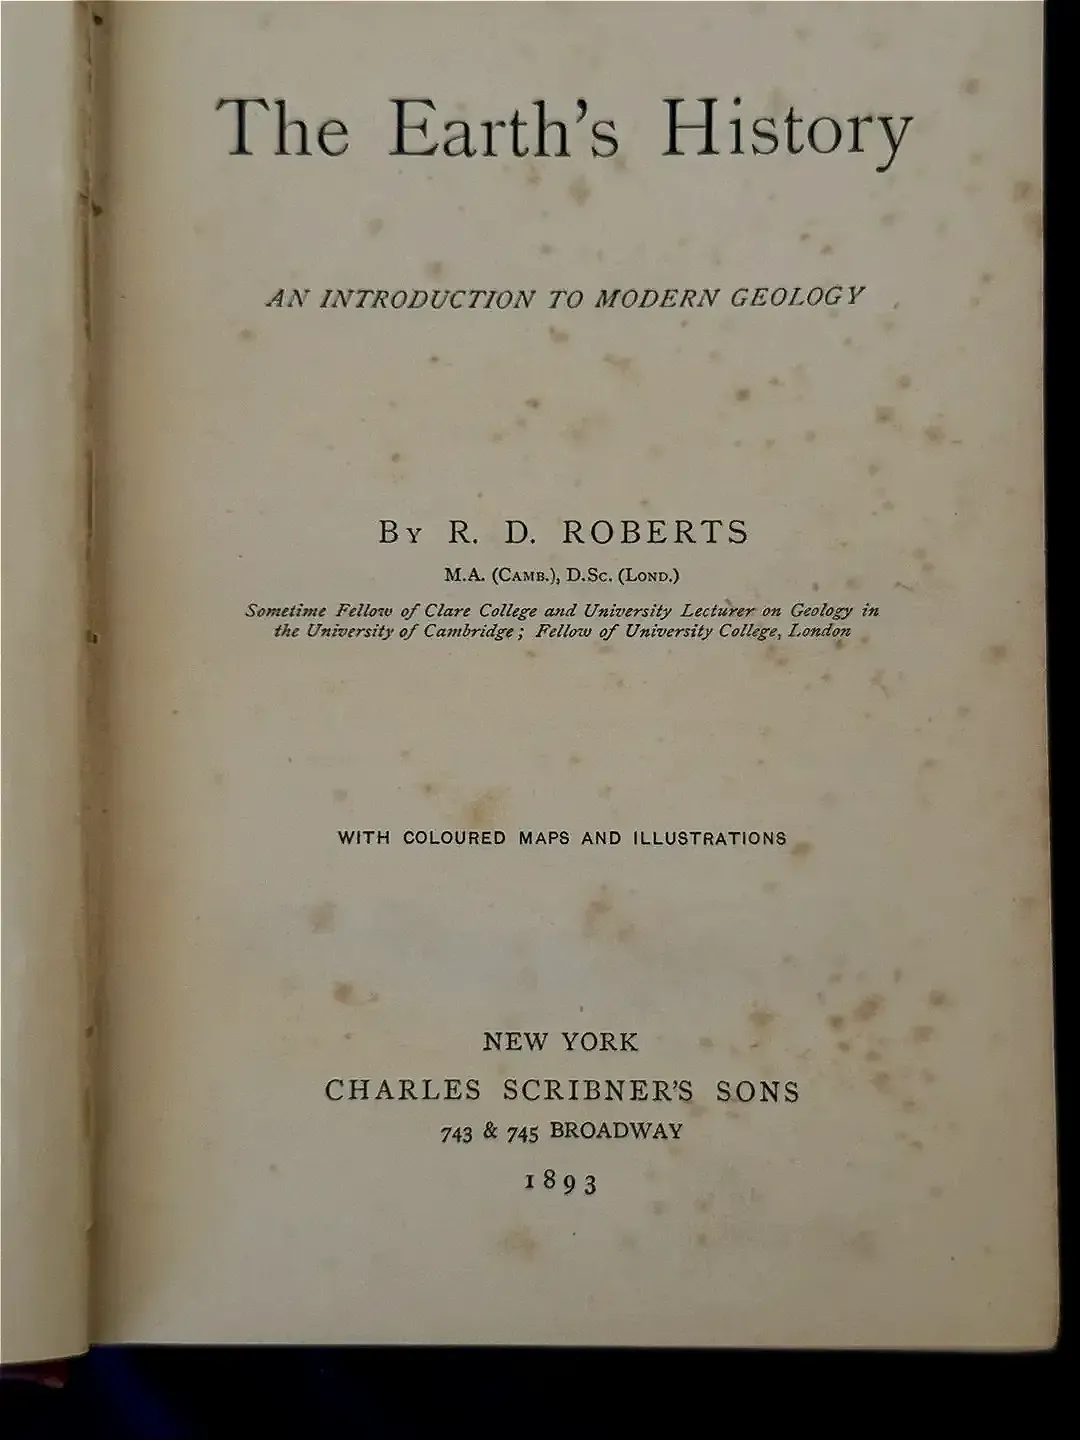 The Earth's History
AN INTRODUCTION TO MODERN GEOLOGY
By R. D. ROBERTS
M.A. (Camb.), D.Sc. (Lond.)
Sometime Fellow of Clare College and University Lecturer on Geology in
the University of Cambridge; Fellow of University College, London
WITH COLOURED MAPS AND ILLUSTRATIONS
NEW YORK
CHARLES SCRIBNER'S SONS
743 & 745 BROADWAY
1893